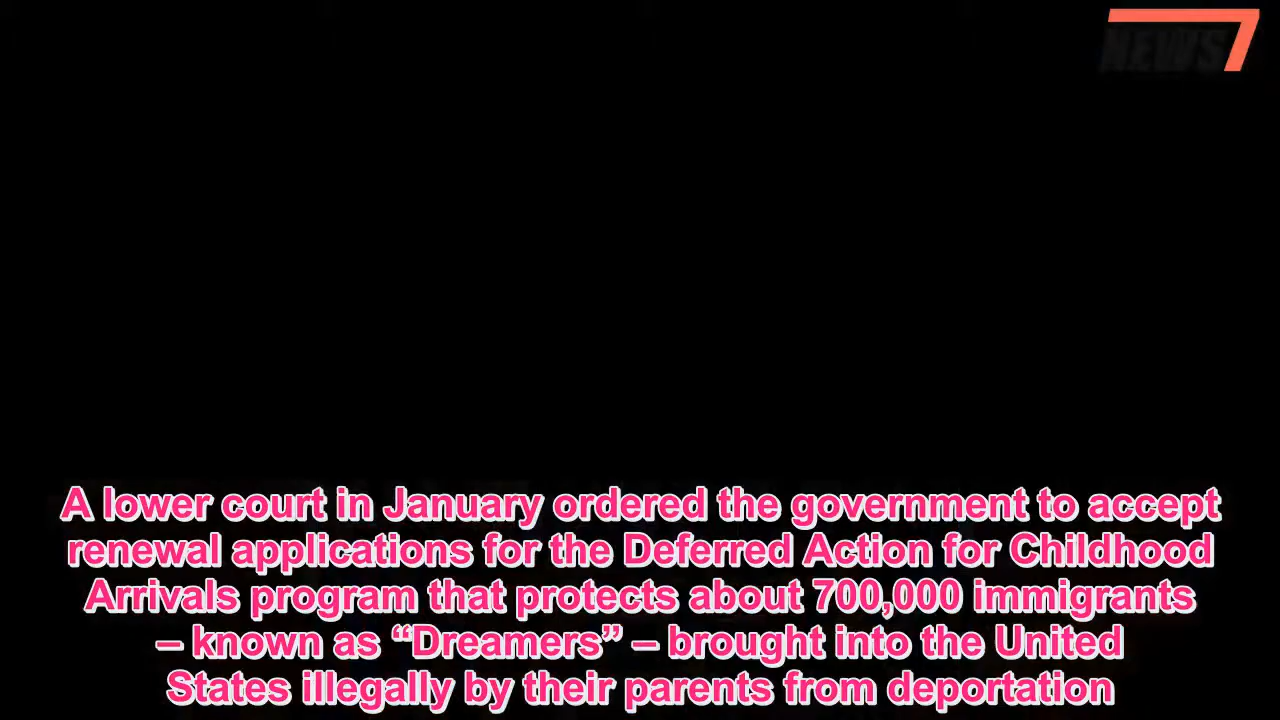 NEWS7
A lower court in January ordered the government to accept
renewal applications for the Deferred Action for Childhood
Arrivals program that protects about 700,000 immigrants
– known as “Dreamers” – brought into the United
States illegally by their parents from deportation